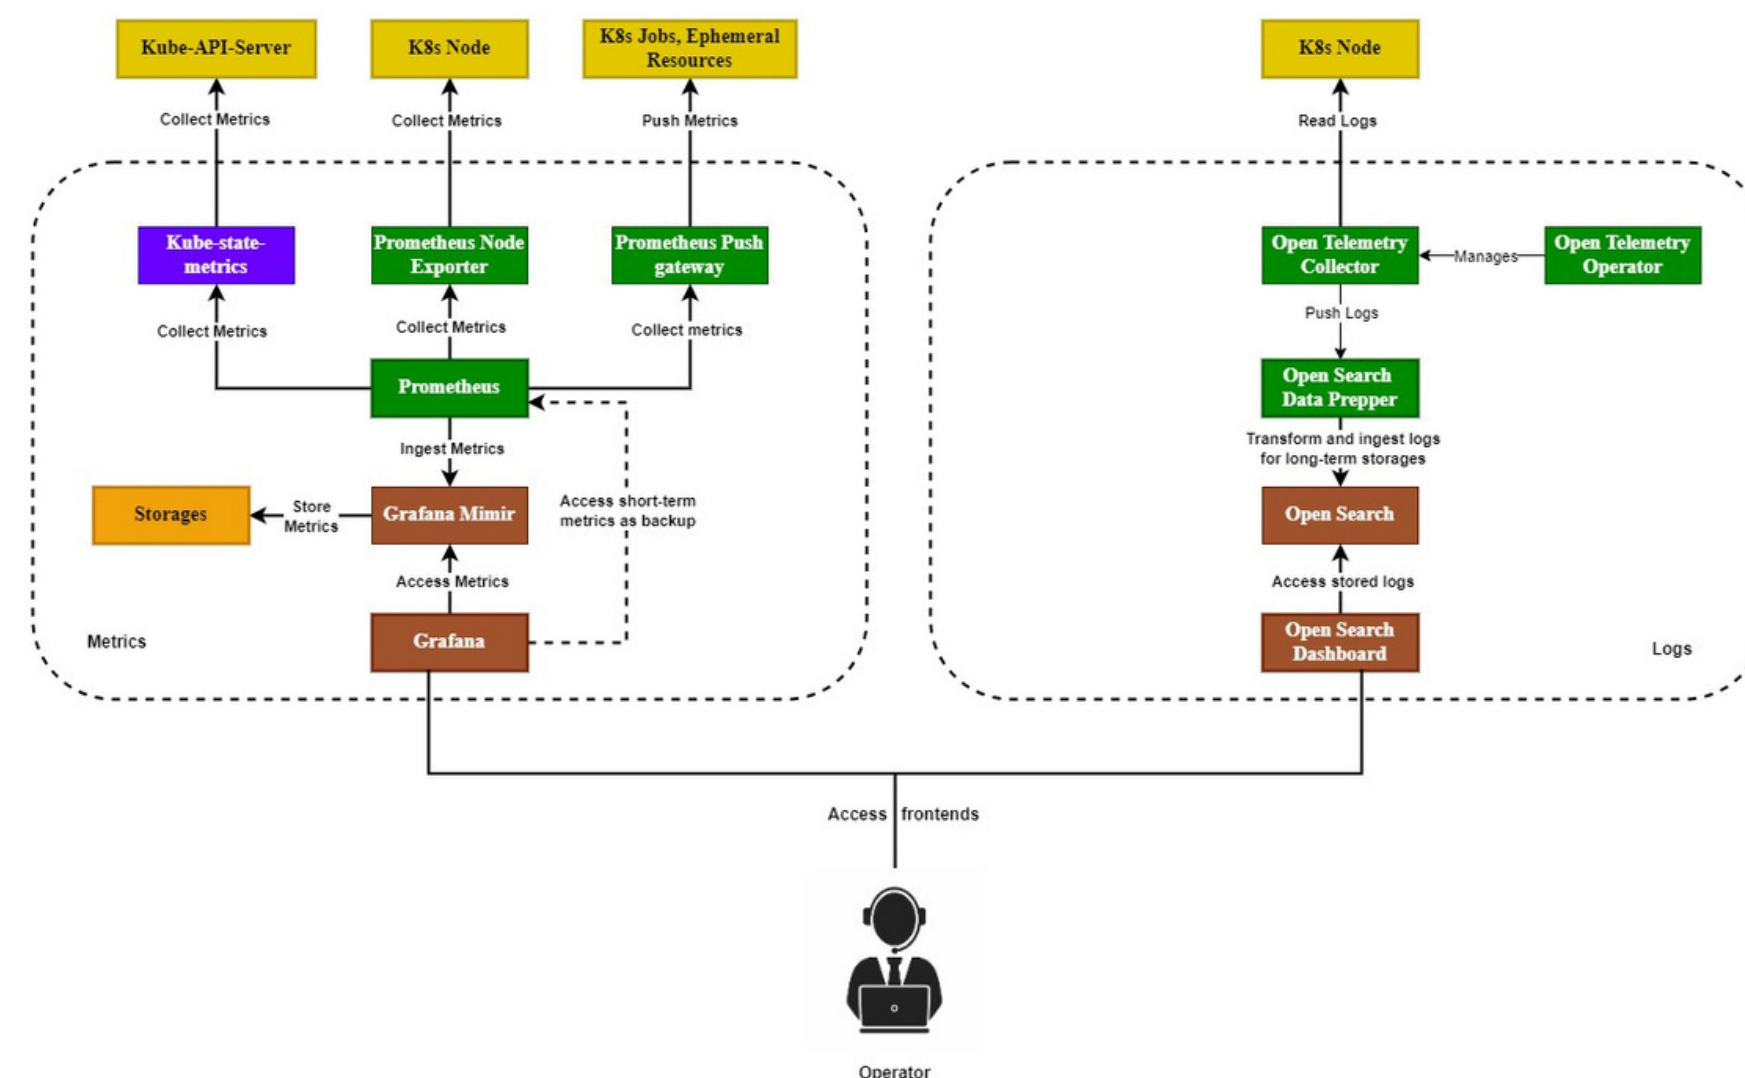 Kube-API-Server
K8s Node
K8s Jobs, Ephemeral
Resources
K8s Node
Collect Metrics
Collect Metrics
Push Metrics
Read Logs
Kube-state-
metrics
Prometheus Node
Exporter
Prometheus Push
gateway
Open Telemetry
Collector
Manages
Open Telemetry
Operator
Collect Metrics
Collect Metrics
Collect metrics
Push Logs
Prometheus
Open Search
Data Prepper
Ingest Metrics
Transform and ingest logs
for long-term storages
Storages
Store
Metrics
Grafana Mimir
Access short-term
metrics as backup
Open Search
Access Metrics
Access stored logs
Metrics
Grafana
Open Search
Dashboard
Logs
Access frontends
Operator